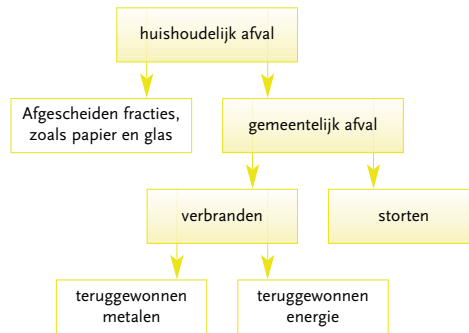 huishoudelijk afval
Afgescheiden fracties,
zoals papier en glas
gemeentelijk afval
verbranden
storten
teruggewonnen
metalen
teruggewonnen
energie